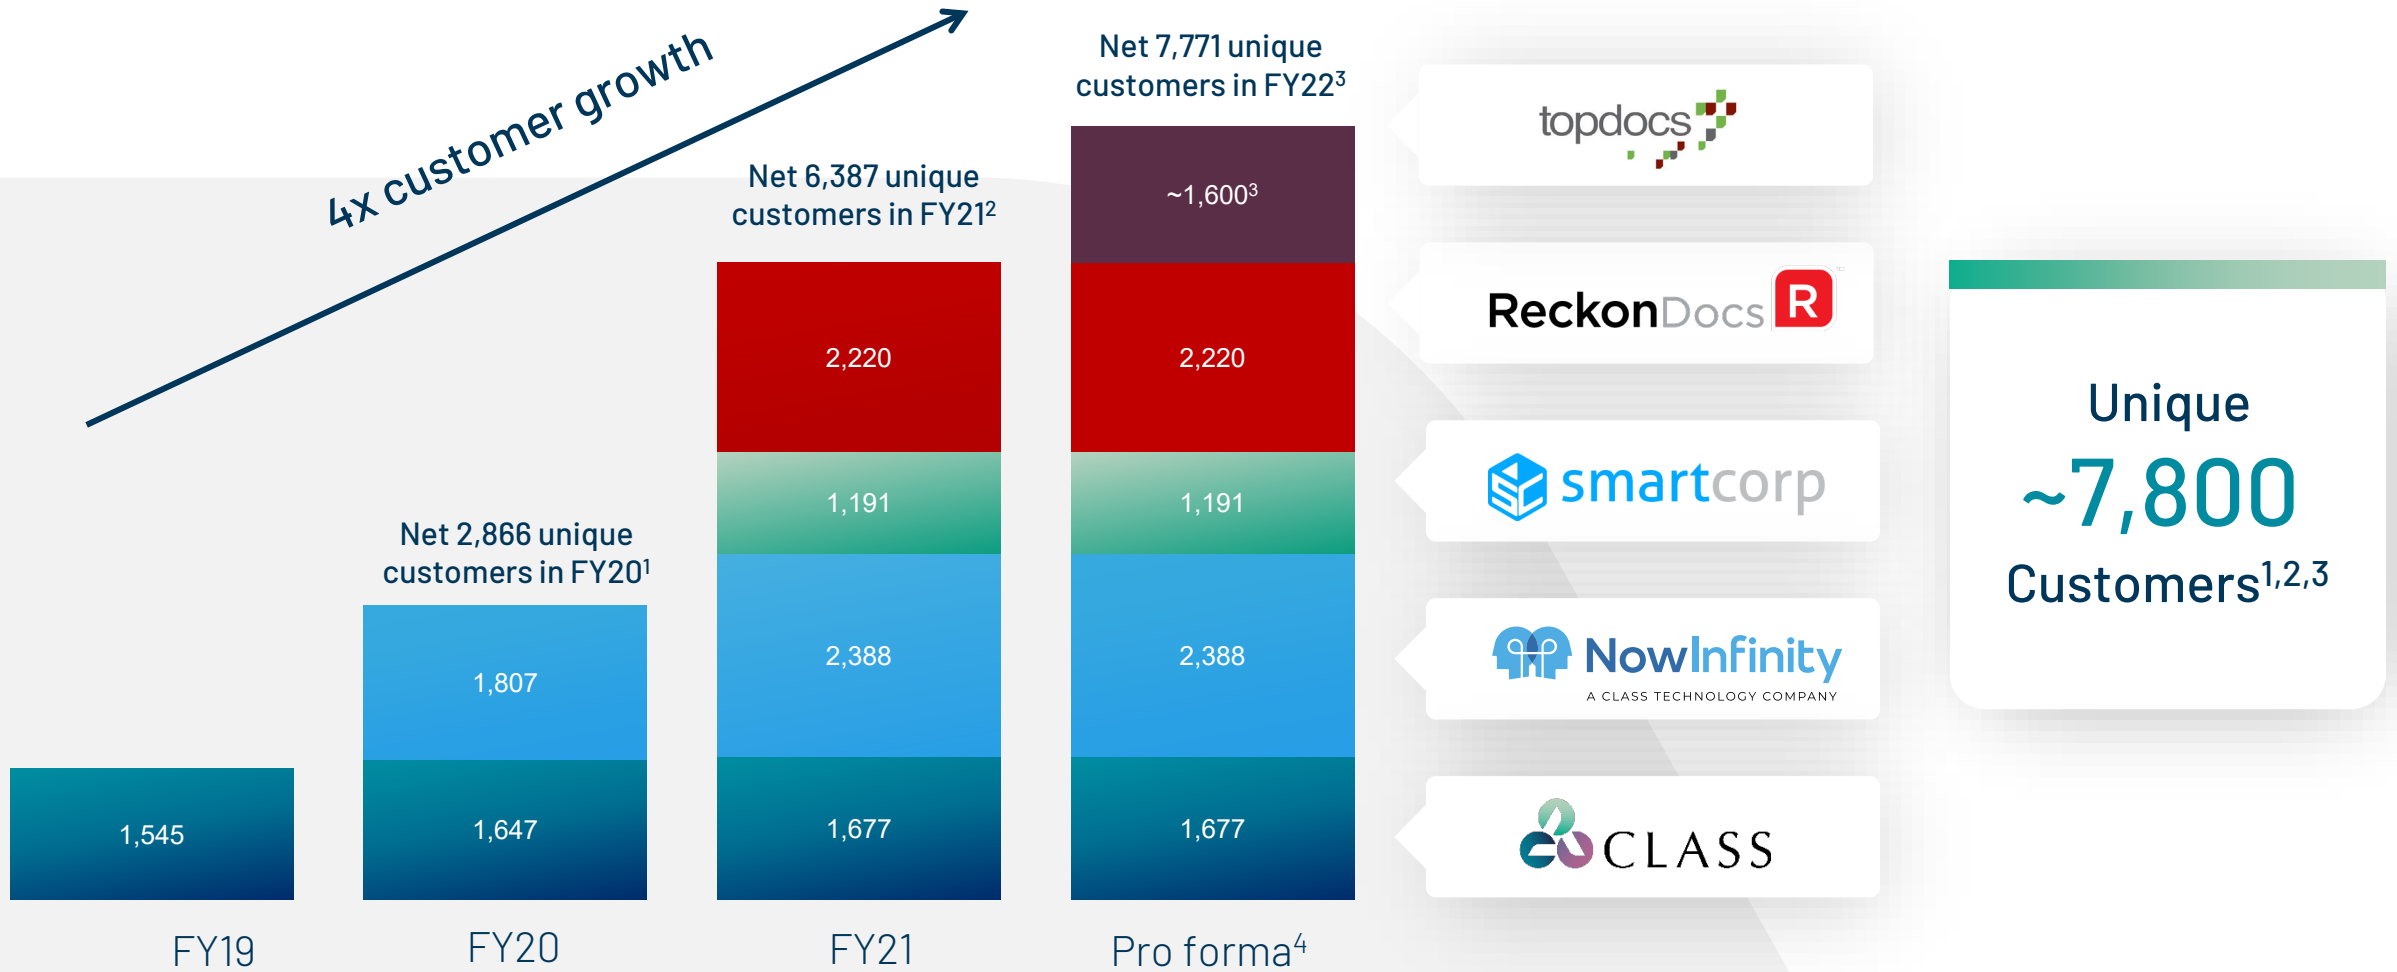 4x customer growth
Net 7,771 unique
customers in FY22³
Net 6,387 unique
customers in FY21²
Net 2,866 unique
customers in FY20¹
1,545
1,807
1,647
2,220
1,191
2,388
1,677
~1,600³
2,220
1,191
2,388
1,677
FY19
FY20
FY21
Pro forma⁴
topdocs
ReckonDocs R
smartcorp
NowInfinity
A CLASS TECHNOLOGY COMPANY
CLASS
Unique
~7,800
Customers¹,²,³